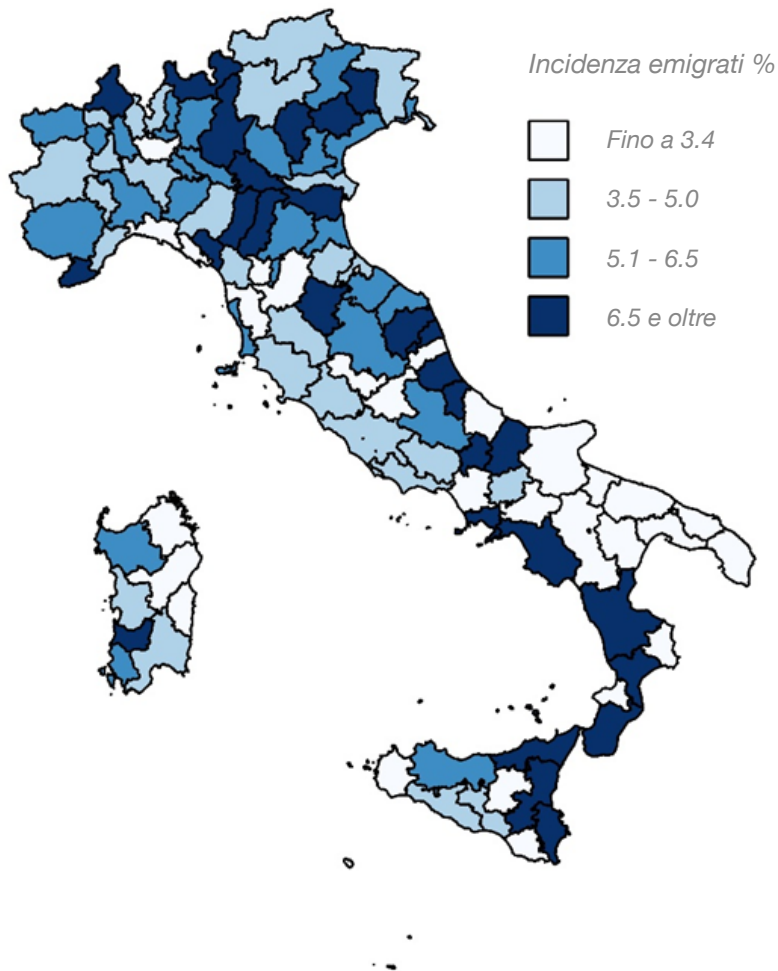 Incidenza emigrati %
Fino a 3.4
3.5 - 5.0
5.1 - 6.5
6.5 e oltre